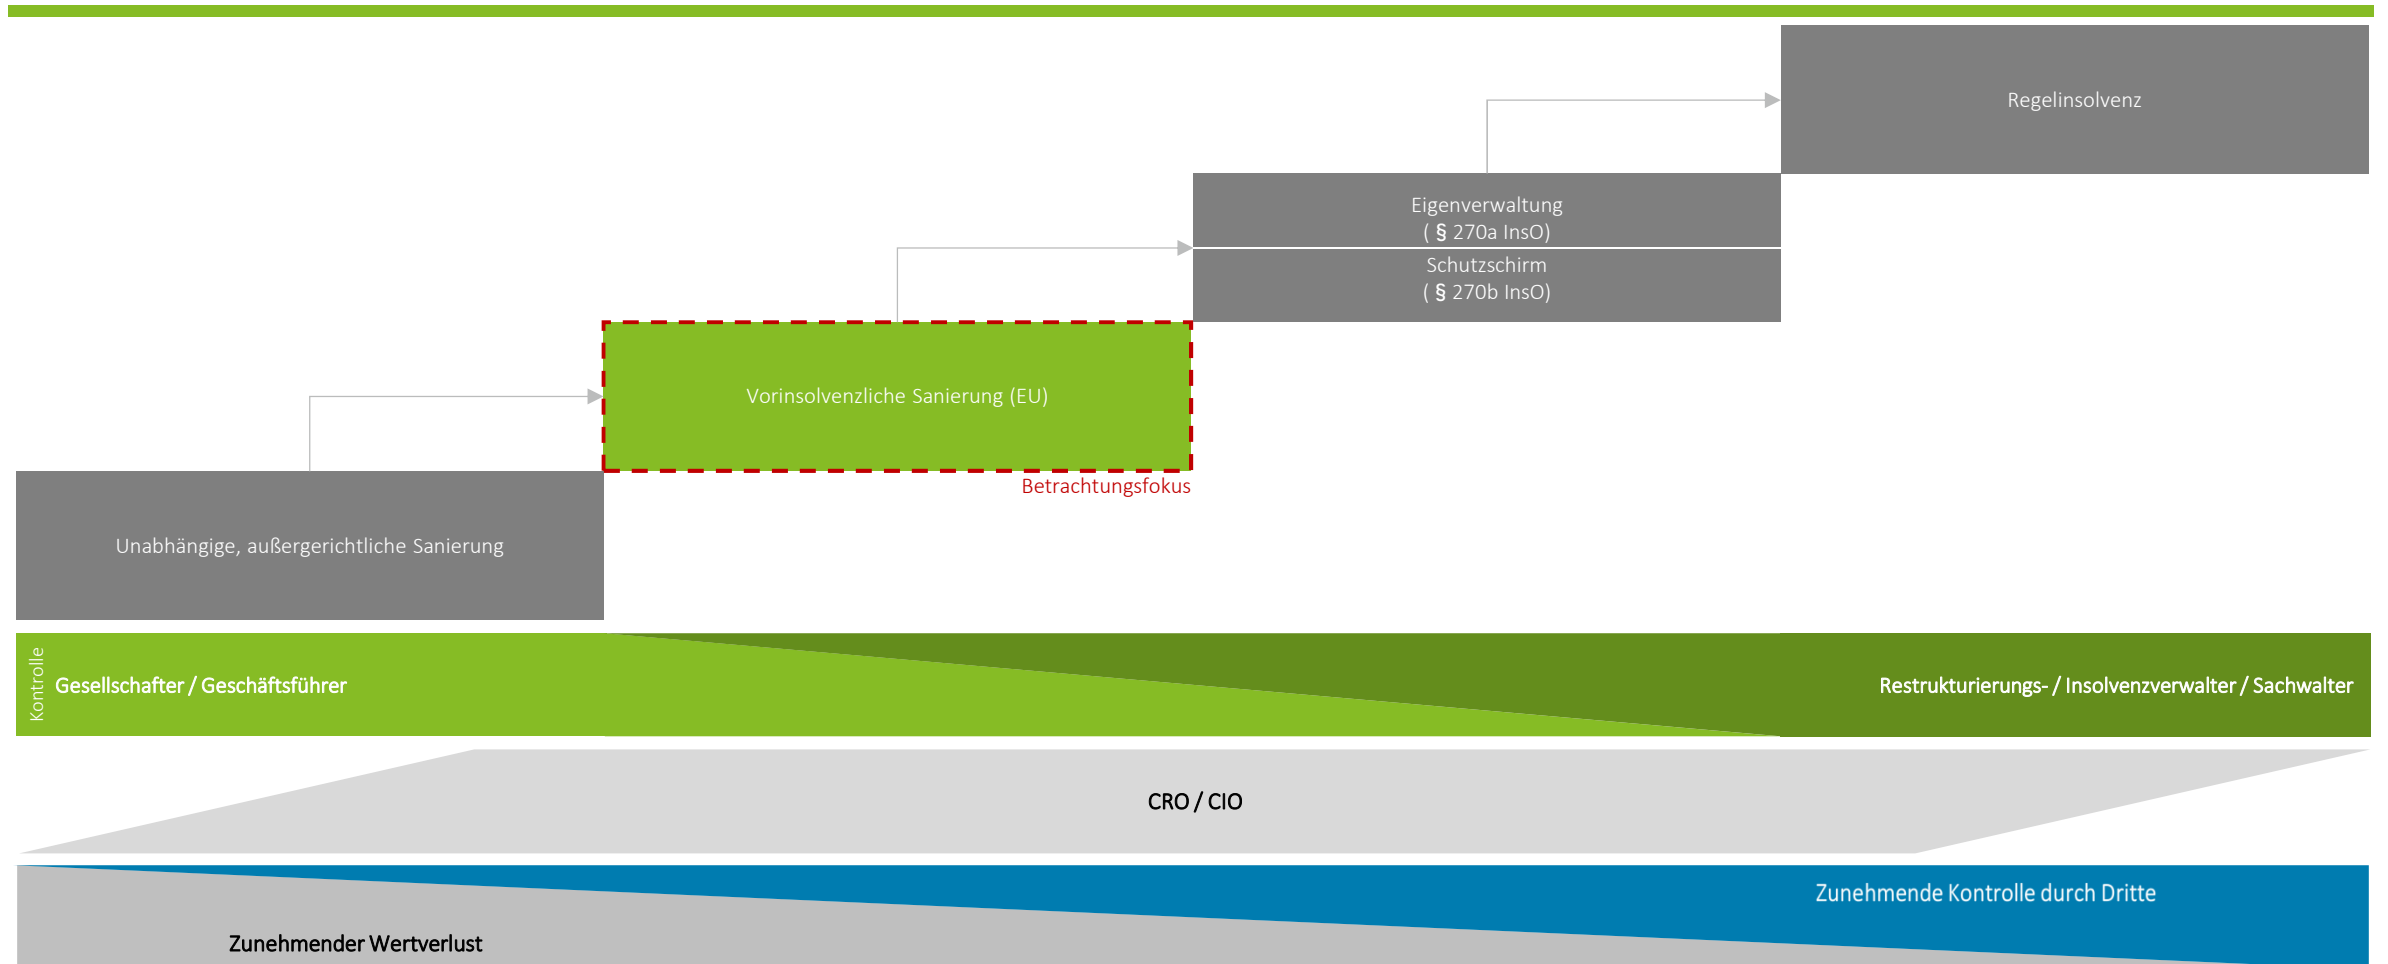 Regelinsolvenz
Eigenverwaltung
( § 270a InsO)
Schutzschirm
( § 270b InsO)
Vorinsolvenzliche Sanierung (EU)
Betrachtungsfokus
Unabhängige, außergerichtliche Sanierung
Kontrolle
Gesellschafter / Geschäftsführer
Restrukturierungs- / Insolvenzverwalter / Sachwalter
CRO / CIO
Zunehmende Kontrolle durch Dritte
Zunehmender Wertverlust